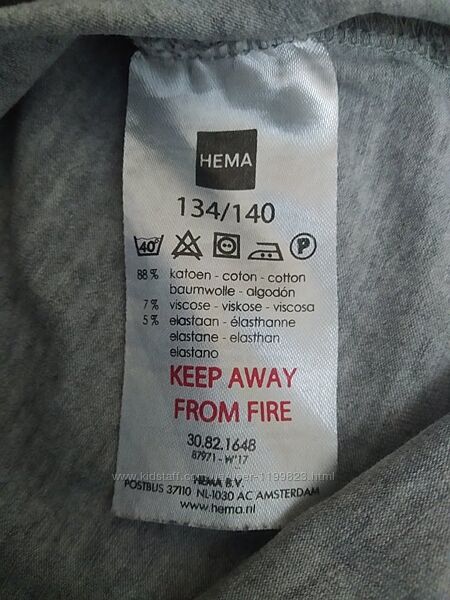 HEMA
134/140
40° P
88% katoen - coton - cotton
baumwolle - algodón
7% viscose - viskose - viscosa
5% elastaan - élasthanne
elastane - elasthan
elastano
KEEP AWAY
FROM FIRE
30.82.1648
87971 - W'17
HEMA B.V.
POSTBUS 37110 NL-1030 AC AMSTERDAM
www.hema.nl